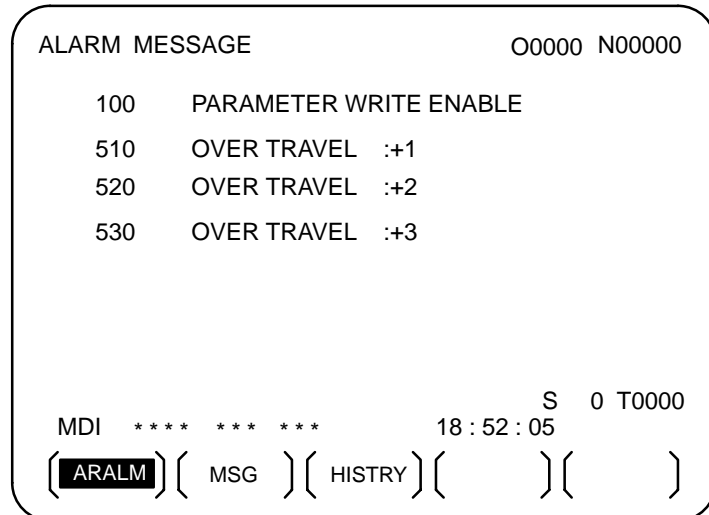 ALARM MESSAGE O0000 N00000
100 PARAMETER WRITE ENABLE
510 OVER TRAVEL :+1
520 OVER TRAVEL :+2
530 OVER TRAVEL :+3
S 0 T0000
MDI **** *** *** 18 : 52 : 05
ARALM MSG HISTRY